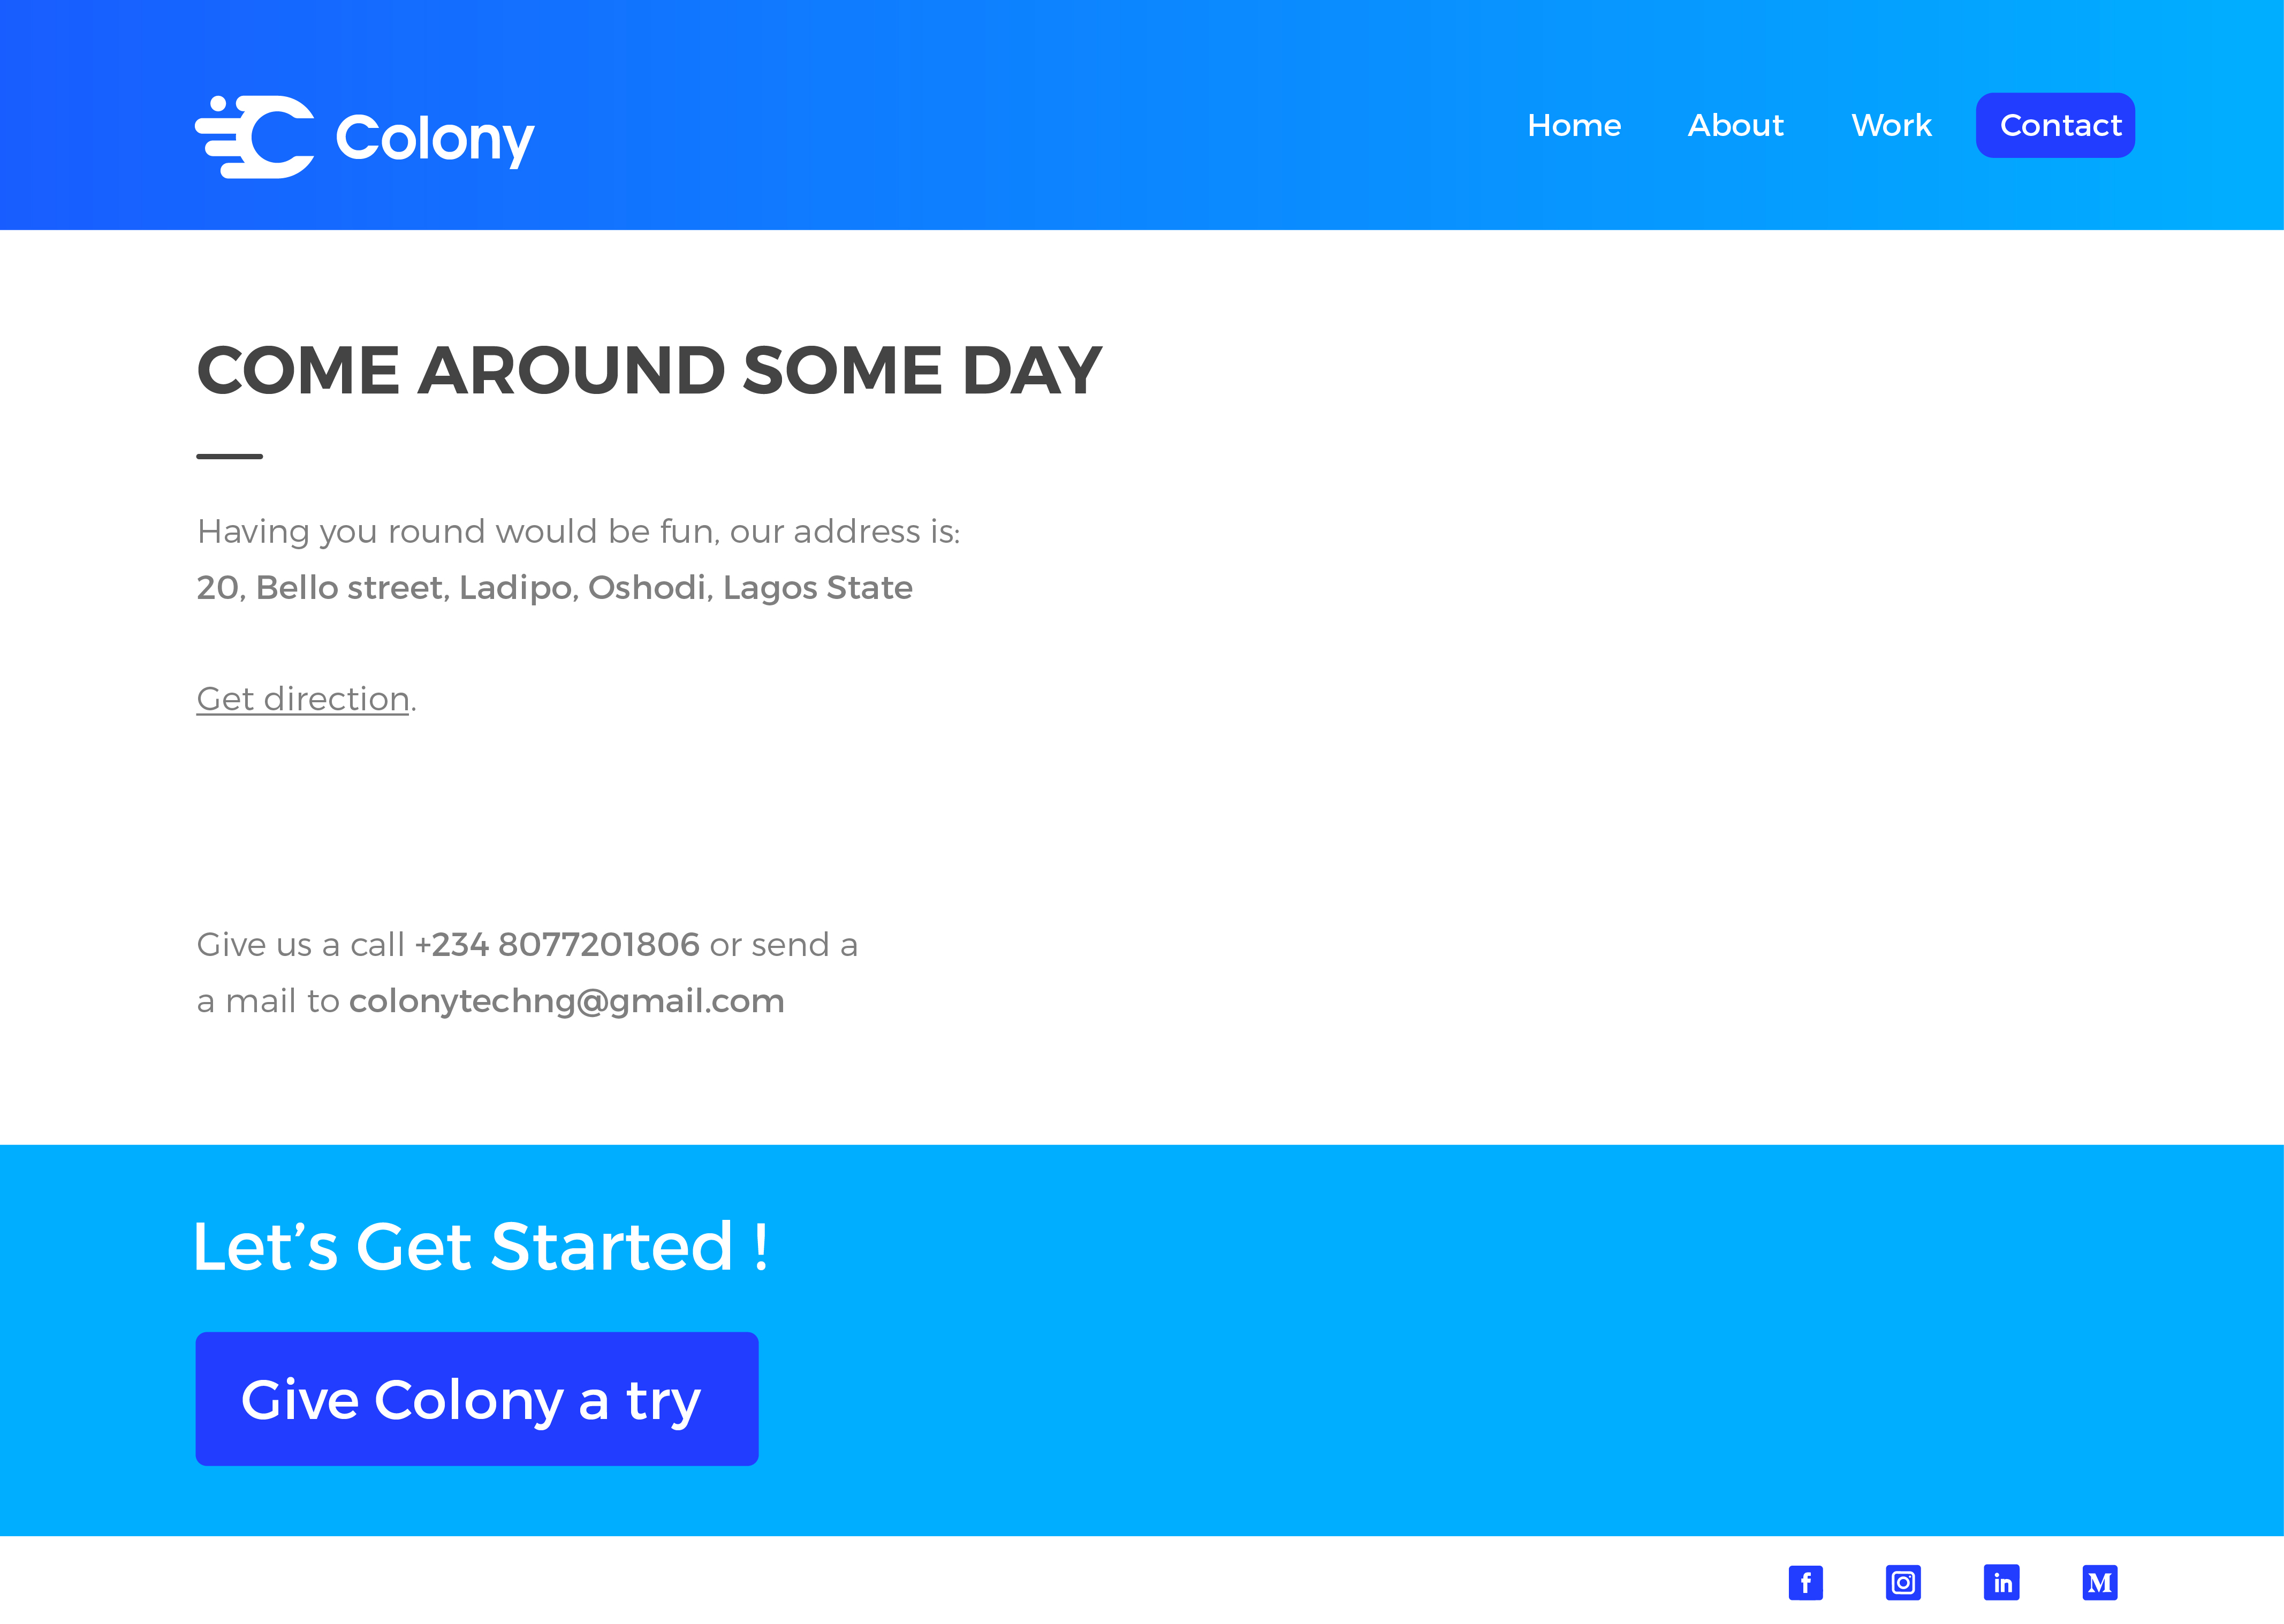 Colony
Home About Work Contact
COME AROUND SOME DAY
Having you round would be fun, our address is:
20, Bello street, Ladipo, Oshodi, Lagos State
Get direction.
Give us a call +234 8077201806 or send a
a mail to colonytechng@gmail.com
Let’s Get Started !
Give Colony a try